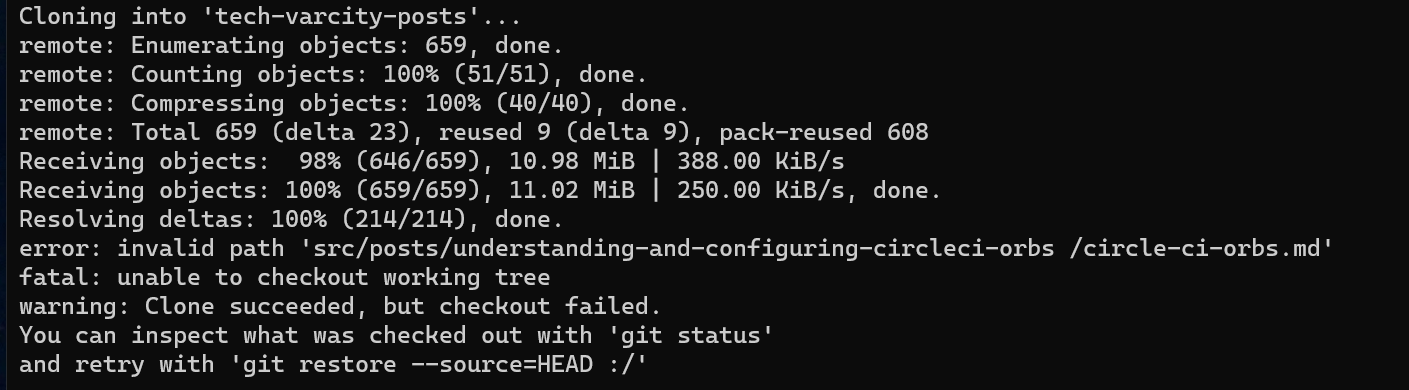 Cloning into 'tech-varcity-posts'...
remote: Enumerating objects: 659, done.
remote: Counting objects: 100% (51/51), done.
remote: Compressing objects: 100% (40/40), done.
remote: Total 659 (delta 23), reused 9 (delta 9), pack-reused 608
Receiving objects:  98% (646/659), 10.98 MiB | 388.00 KiB/s
Receiving objects: 100% (659/659), 11.02 MiB | 250.00 KiB/s, done.
Resolving deltas: 100% (214/214), done.
error: invalid path 'src/posts/understanding-and-configuring-circleci-orbs /circle-ci-orbs.md'
fatal: unable to checkout working tree
warning: Clone succeeded, but checkout failed.
You can inspect what was checked out with 'git status'
and retry with 'git restore --source=HEAD :/'